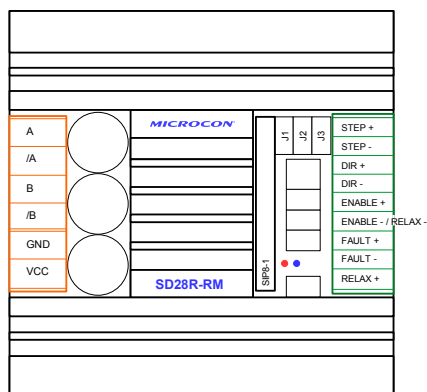 A
/A
B
/B
GND
VCC
MICROCON
SD28R-RM
SIP8-1
J1
J2
J3
STEP +
STEP -
DIR +
DIR -
ENABLE +
ENABLE - / RELAX -
FAULT +
FAULT -
RELAX +